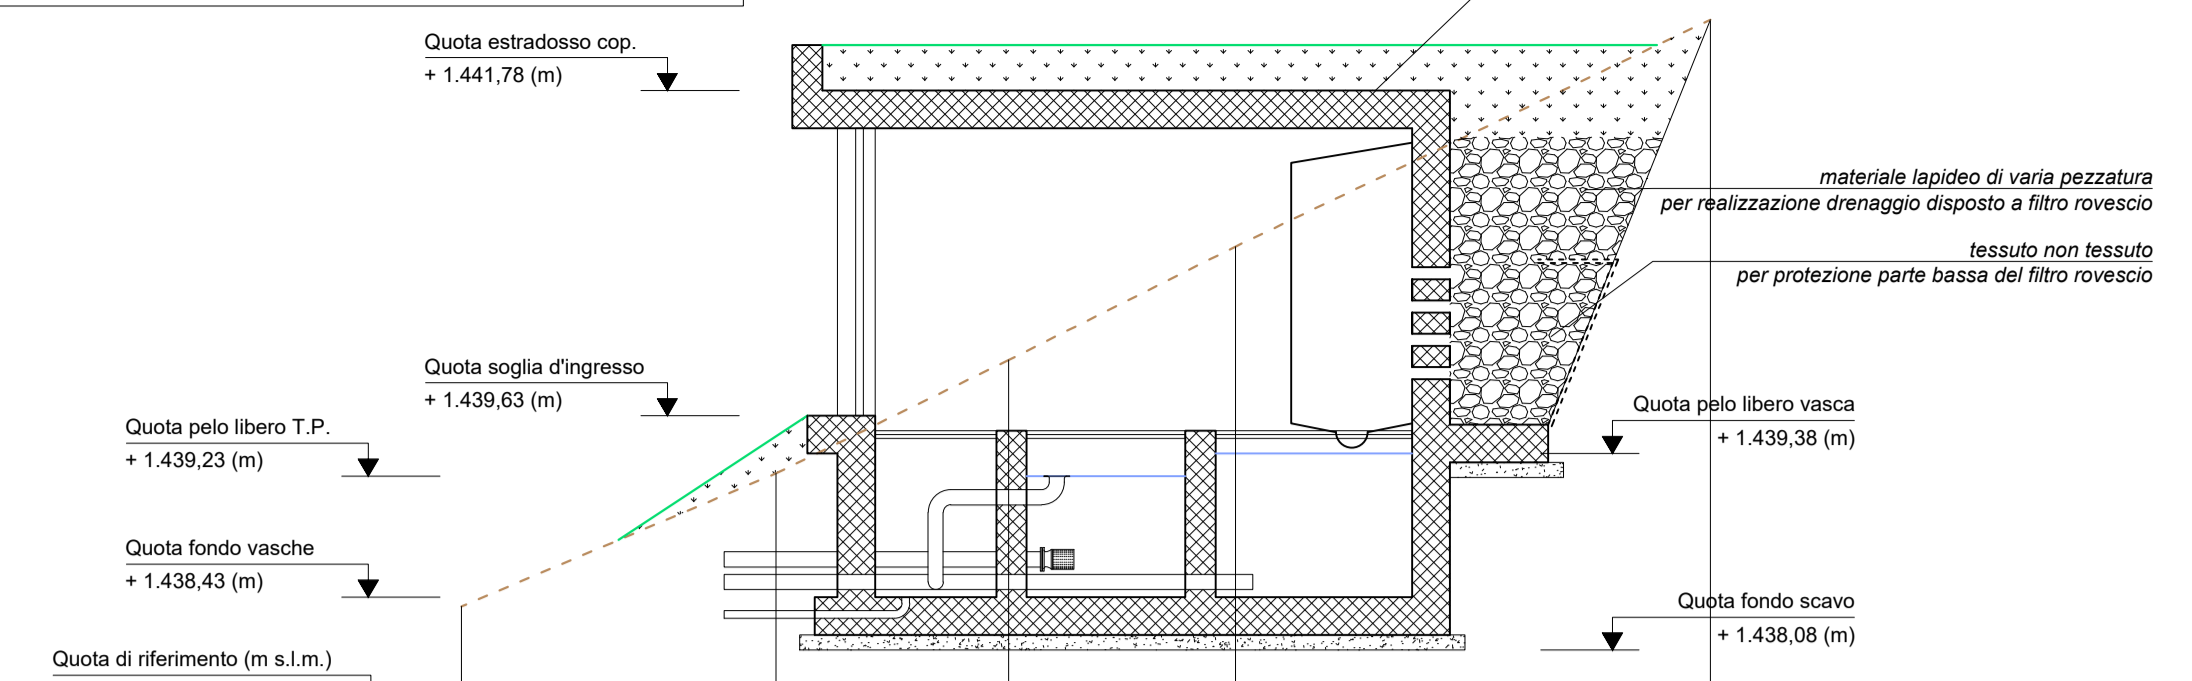 Quota estradosso cop.
+ 1.441,78 (m)
materiale lapideo di varia pezzatura
per realizzazione drenaggio disposto a filtro rovescio
tessuto non tessuto
per protezione parte bassa del filtro rovescio
Quota soglia d'ingresso
+ 1.439,63 (m)
Quota pelo libero vasca
+ 1.439,38 (m)
Quota pelo libero T.P.
+ 1.439,23 (m)
Quota fondo vasche
+ 1.438,43 (m)
Quota fondo scavo
+ 1.438,08 (m)
Quota di riferimento (m s.l.m.)